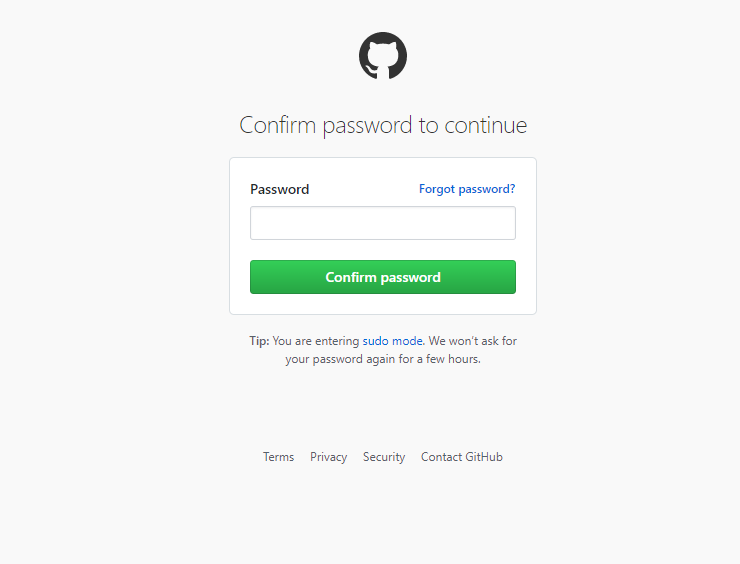 Confirm password to continue
Password Forgot password?
Confirm password
Tip: You are entering sudo mode. We won't ask for
your password again for a few hours.
Terms Privacy Security Contact GitHub